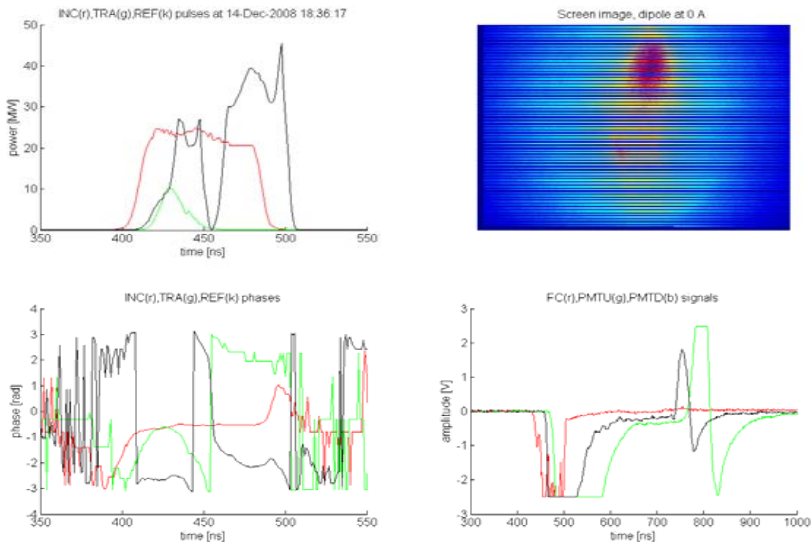 INC(r),TRA(g),REF(k) pulses at 14-Dec-2008 18:36:17
power [MW]
50
40
30
20
10
0
350 400 450 500 550
time [ns]
Screen image, dipole at 0 A
INC(r),TRA(g),REF(k) phases
phase [rad]
4
3
2
1
0
-1
-2
-3
-4
350 400 450 500 550
time [ns]
FC(r),PMTU(g),PMTD(b) signals
amplitude [V]
3
2
1
0
-1
-2
-3
300 400 500 600 700 800 900 1000
time [ns]